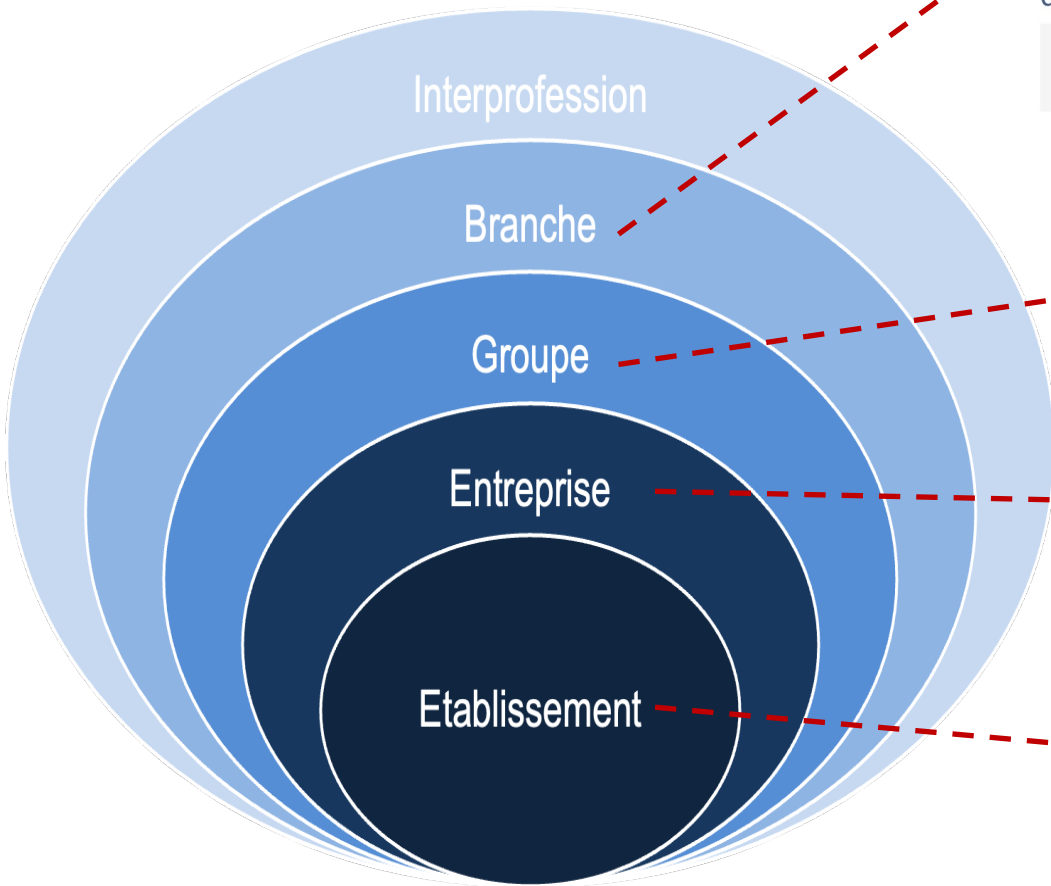 Interprofession
Branche
Groupe
Entreprise
Etablissement